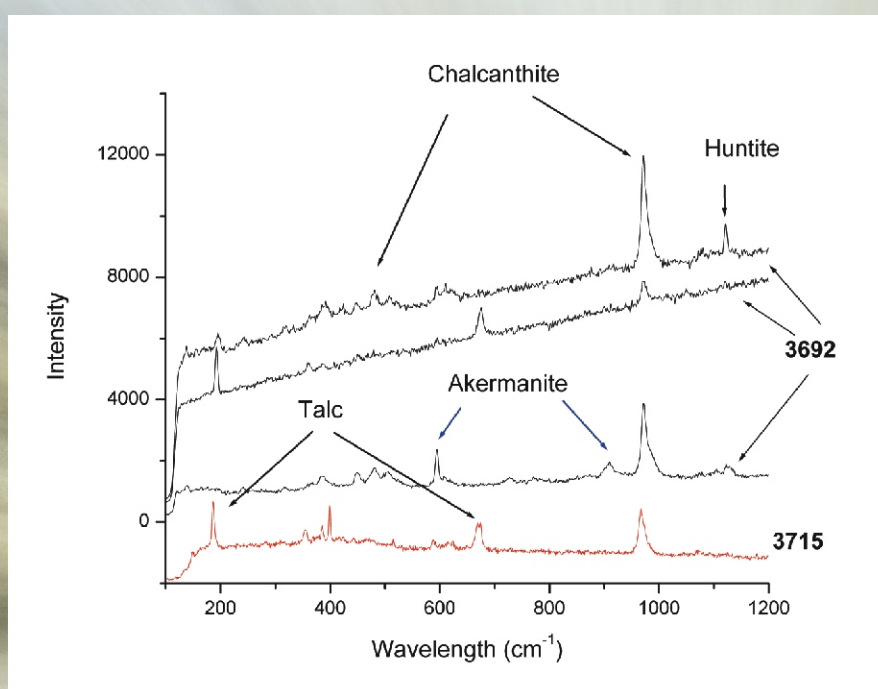 Chalcanthite
12000
Huntite
8000
Intensity
3692
4000
Akermanite
Talc
0
3715
200 400 600 800 1000 1200
Wavelength (cm-1)